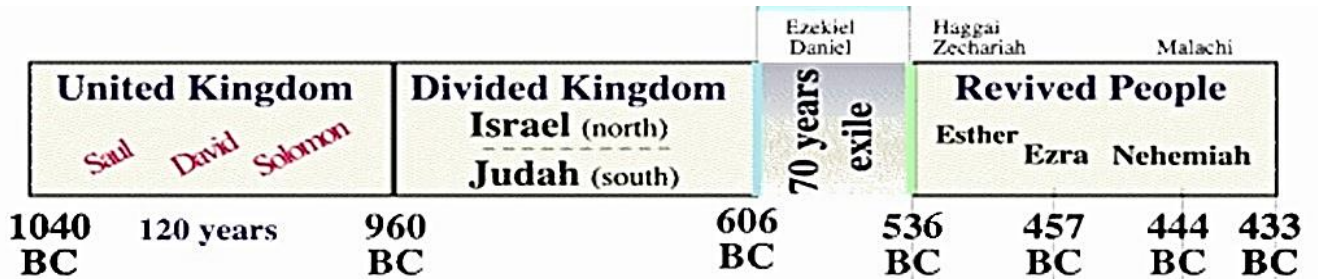 Ezekiel
Daniel
Haggai
Zechariah
Malachi
United Kingdom
Saul
David
Solomon
Divided Kingdom
Israel (north)
Judah (south)
70 years
exile
Revived People
Esther
Ezra
Nehemiah
1040
BC
120 years
960
BC
606
BC
536
BC
457
BC
444
BC
433
BC